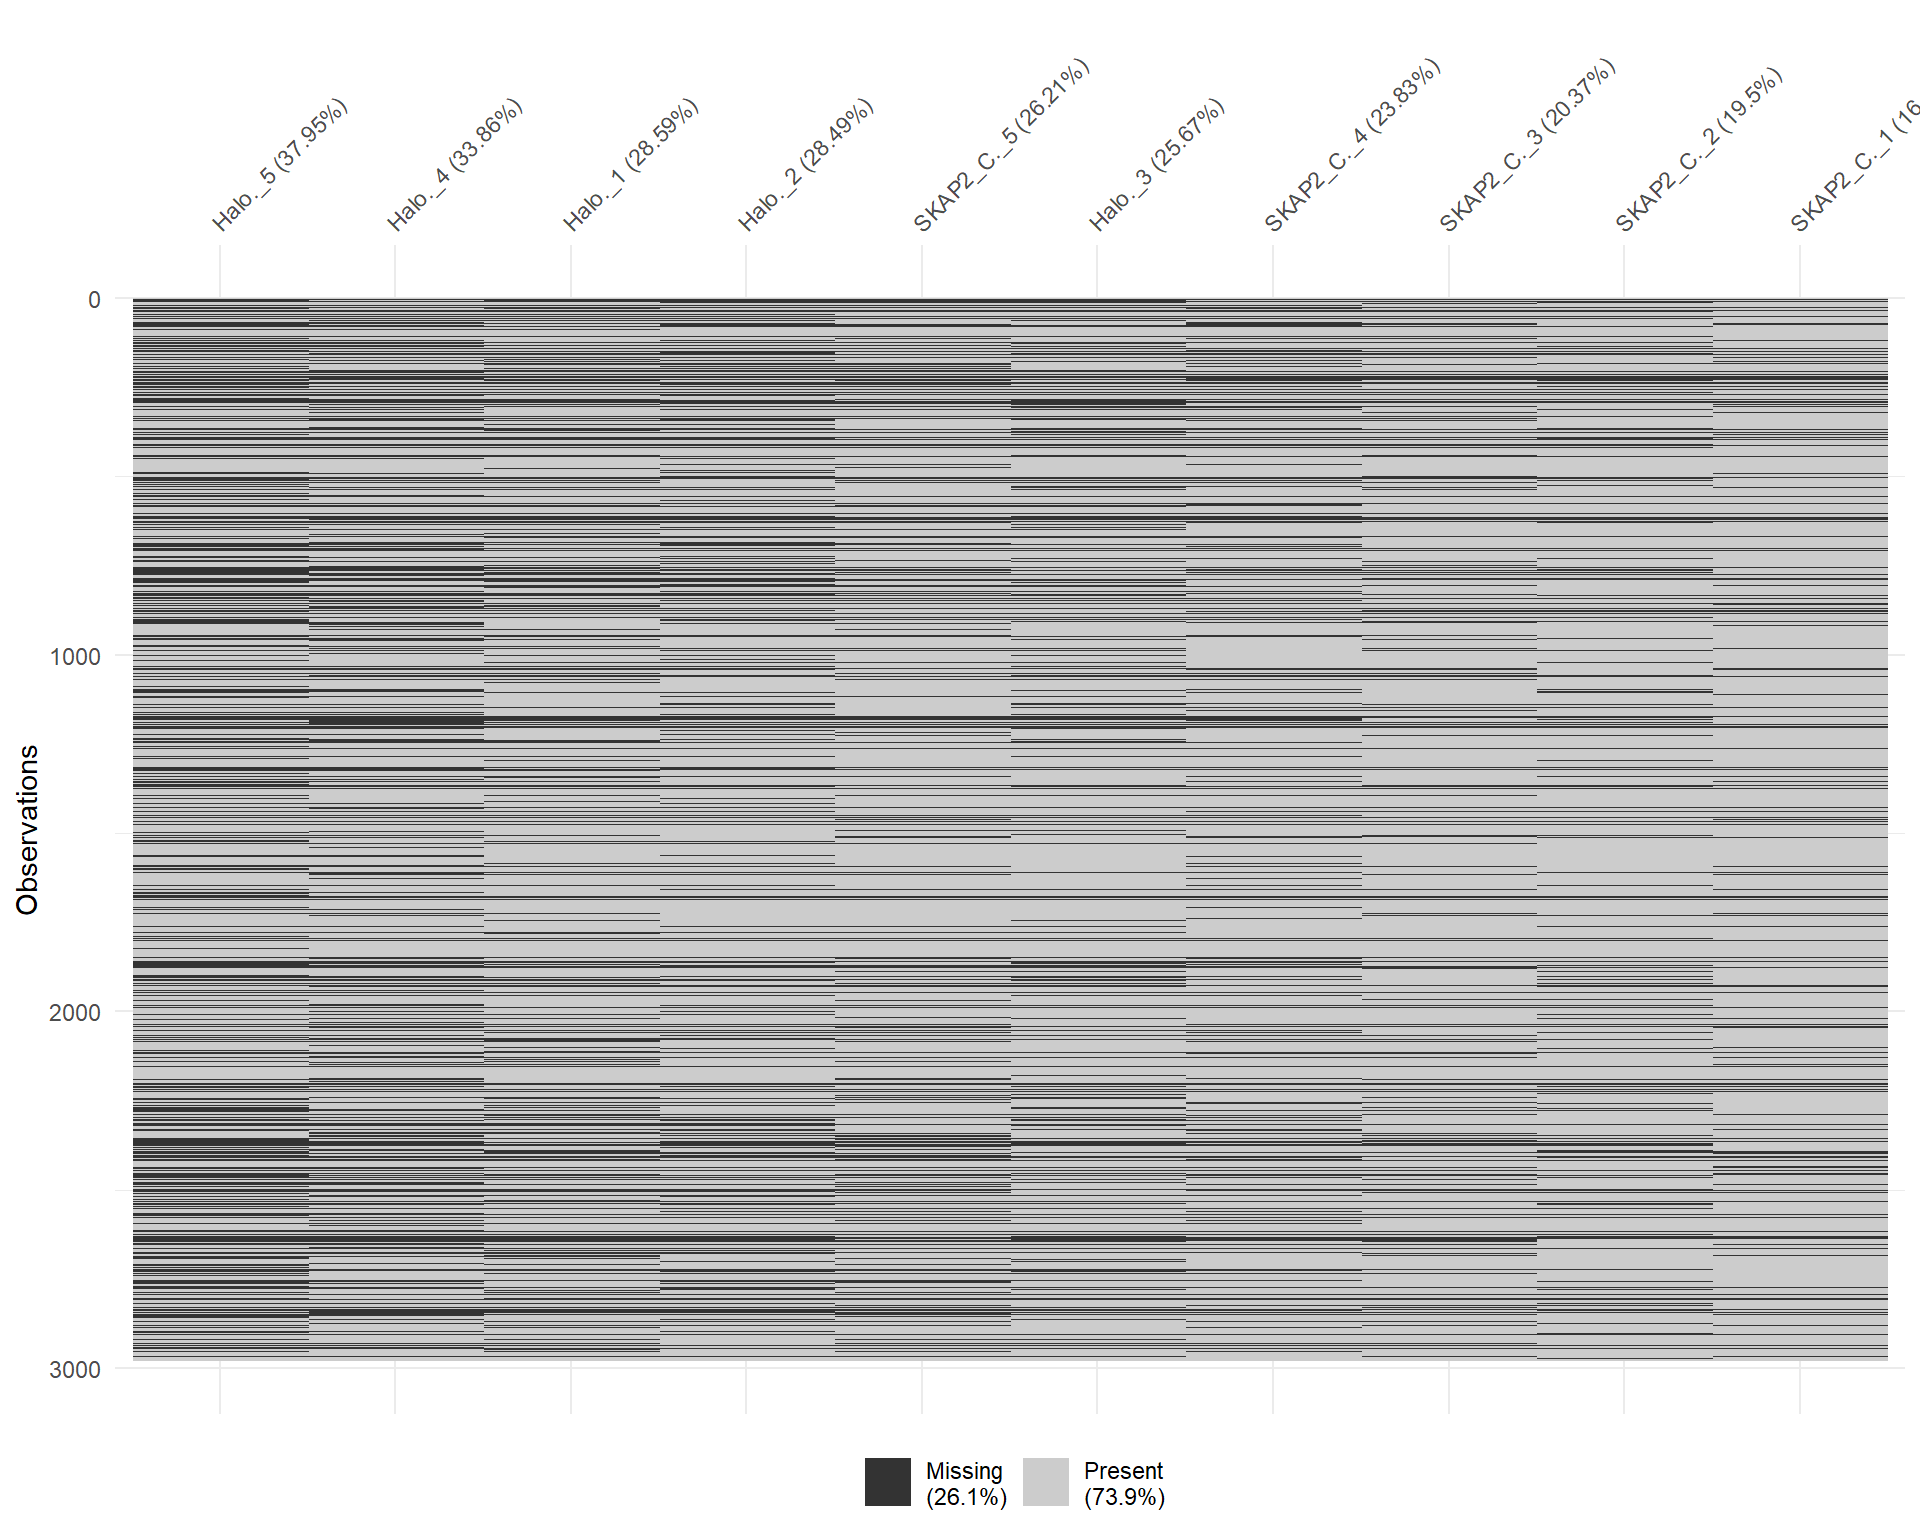 Halo._5 (37.95%)
Halo._4 (33.86%)
Halo._1 (28.59%)
Halo._2 (28.49%)
SKAP2_C._5 (26.21%)
Halo._3 (25.67%)
SKAP2_C._4 (23.83%)
SKAP2_C._3 (20.37%)
SKAP2_C._2 (19.5%)
SKAP2_C._1 (16
0
1000
2000
3000
Observations
Missing
(26.1%)
Present
(73.9%)